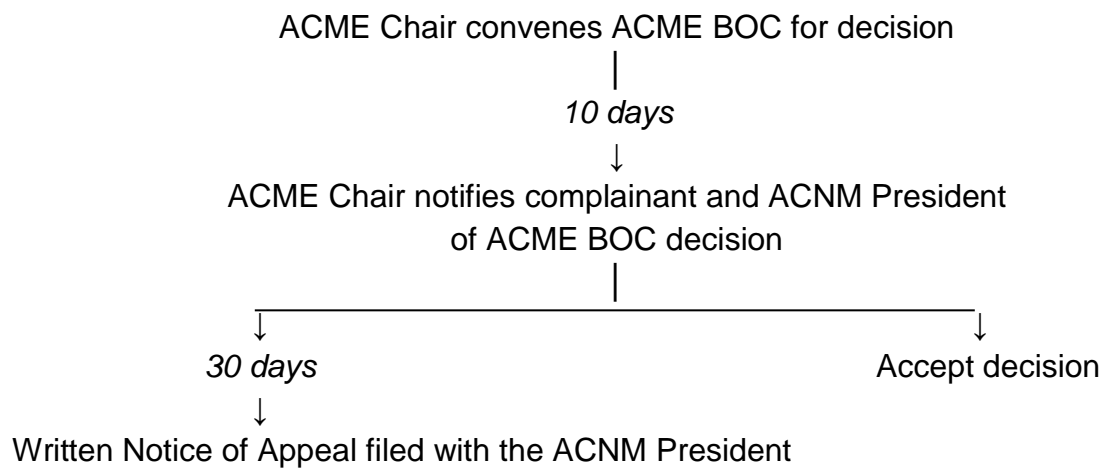 ACME Chair convenes ACME BOC for decision
10 days
↓
ACME Chair notifies complainant and ACNM President
of ACME BOC decision
↓ ↓
30 days Accept decision
↓
Written Notice of Appeal filed with the ACNM President